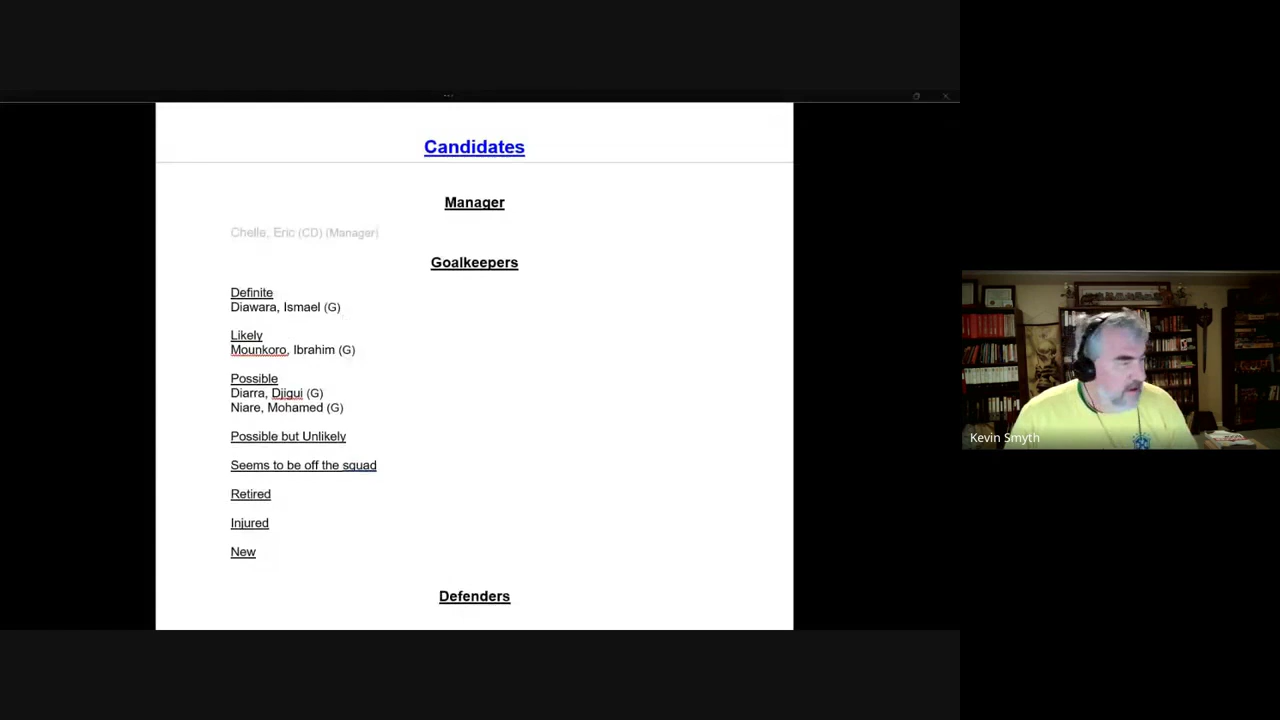 Candidates
Manager
Chelle, Eric (CD) (Manager)
Goalkeepers
Definite
Diawara, Ismael (G)
Likely
Mounkoro, Ibrahim (G)
Possible
Diarra, Djigui (G)
Niare, Mohamed (G)
Possible but Unlikely
Seems to be off the squad
Retired
Injured
New
Defenders
Kevin Smyth